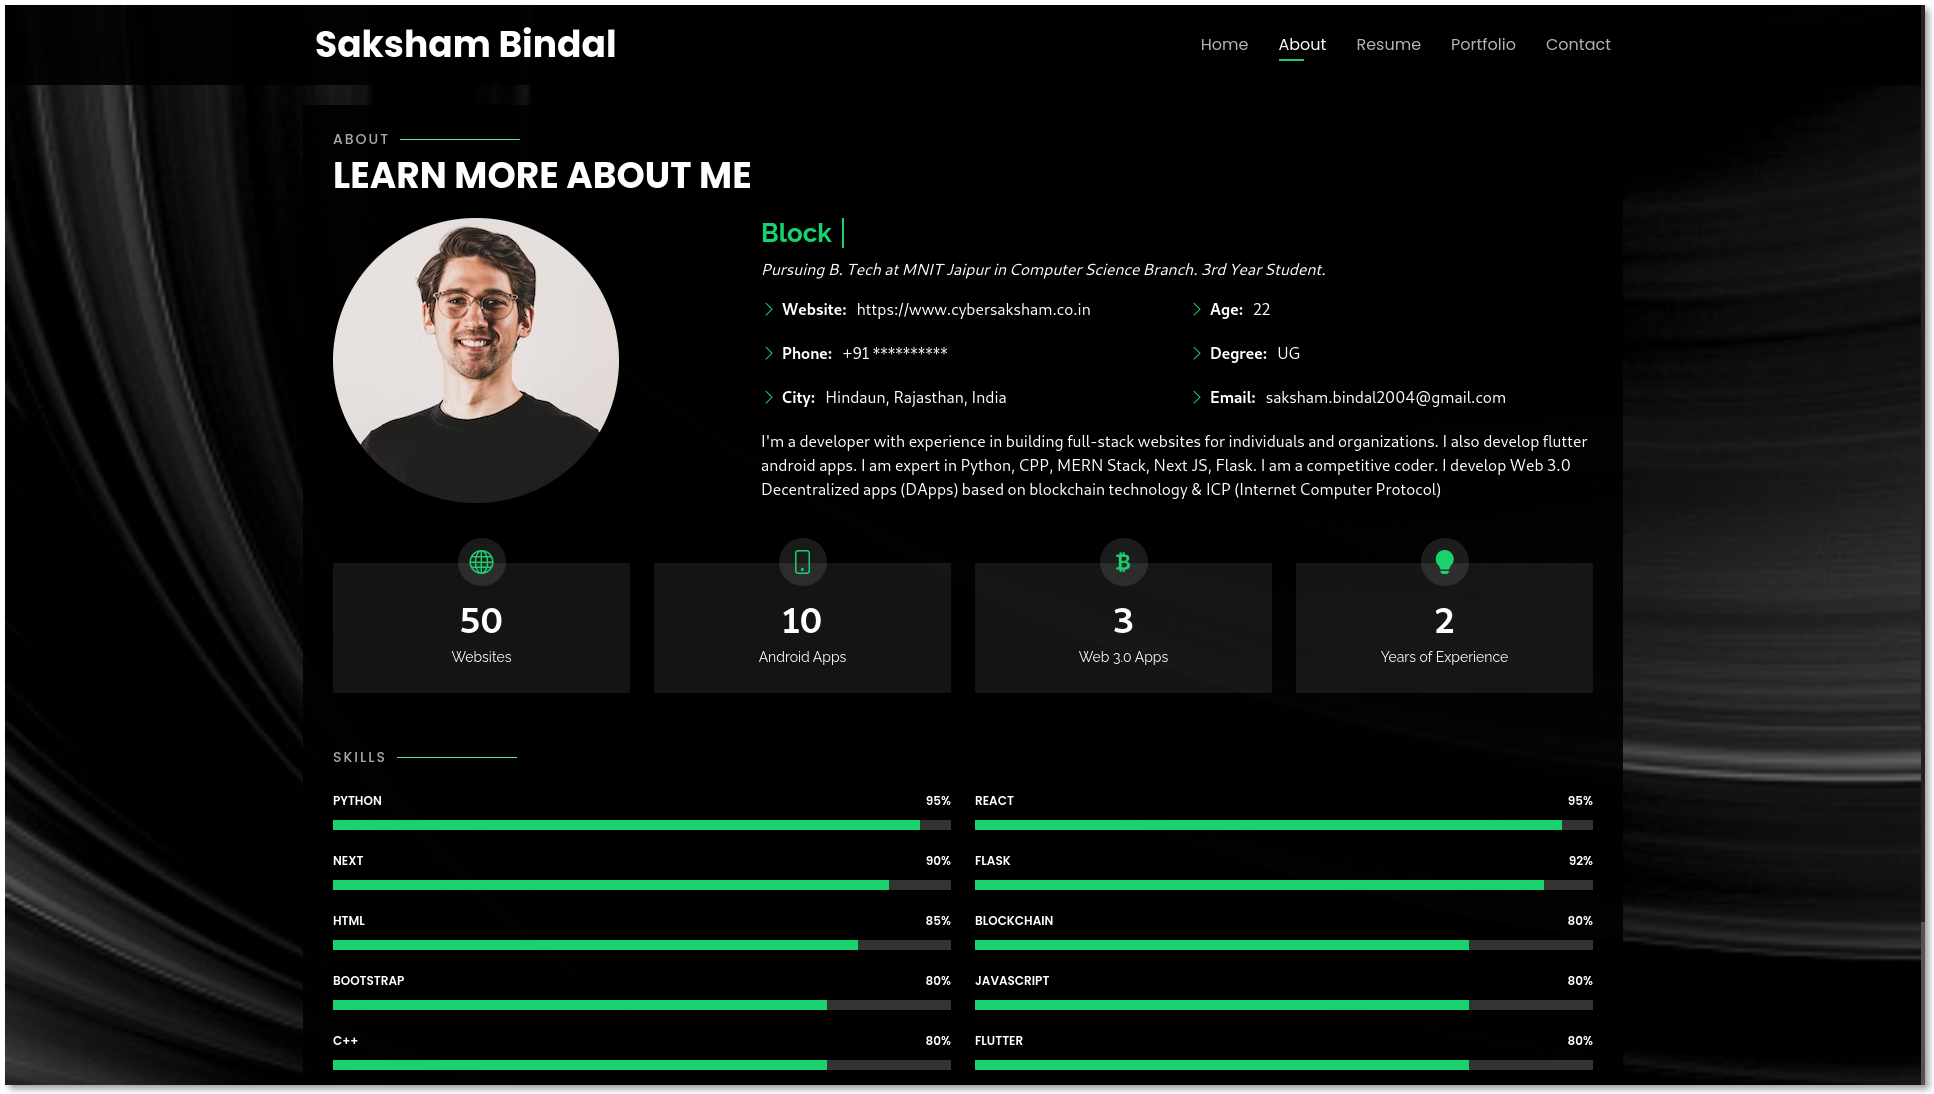 Saksham Bindal
Home About Resume Portfolio Contact
ABOUT
LEARN MORE ABOUT ME
Block
Pursuing B. Tech at MNIT Jaipur in Computer Science Branch. 3rd Year Student.
Website: https://www.cybersaksham.co.in
Age: 22
Phone: +91 **********
Degree: UG
City: Hindaun, Rajasthan, India
Email: saksham.bindal2004@gmail.com
I'm a developer with experience in building full-stack websites for individuals and organizations. I also develop flutter
android apps. I am expert in Python, CPP, MERN Stack, Next JS, Flask. I am a competitive coder. I develop Web 3.0
Decentralized apps (DApps) based on blockchain technology & ICP (Internet Computer Protocol)
50
Websites
10
Android Apps
3
Web 3.0 Apps
2
Years of Experience
SKILLS
PYTHON 95%
REACT 95%
NEXT 90%
FLASK 92%
HTML 85%
BLOCKCHAIN 80%
BOOTSTRAP 80%
JAVASCRIPT 80%
C++ 80%
FLUTTER 80%